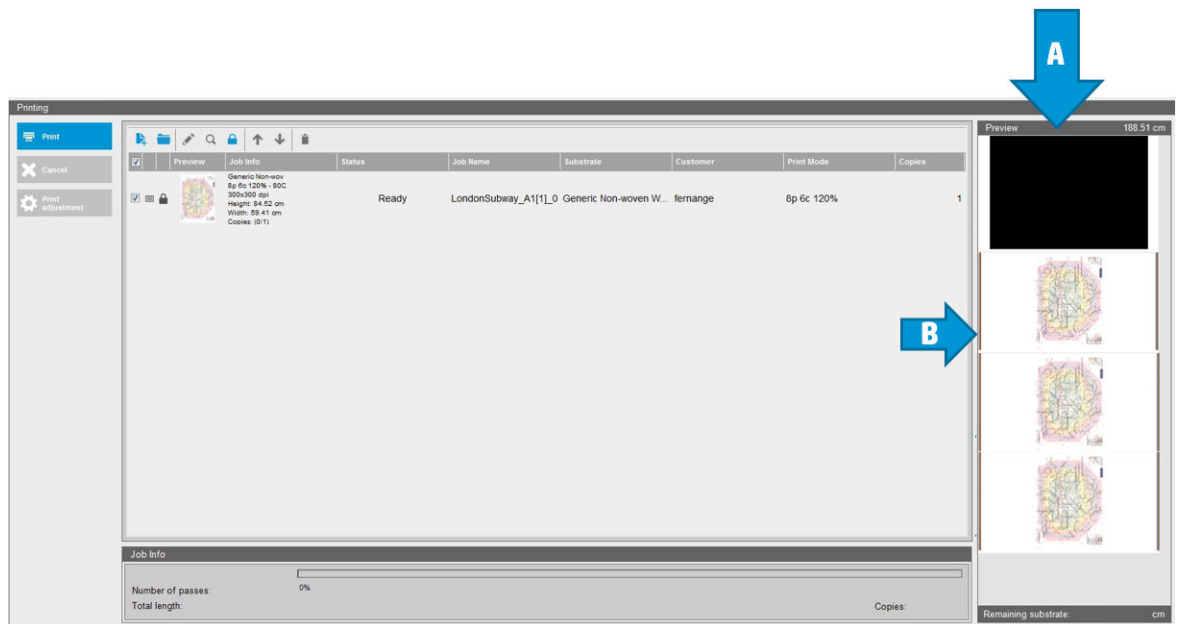 A
Printing
Print
Cancel
Print
adjustment
Preview
Job Info
Status
Job Name
Substrate
Customer
Print Mode
Copies
Generic Non-wov
8p 6c 120% - 80C
300x300 dpi
Height: 84.52 cm
Width: 59.41 cm
Copies: (0/1)
Ready
LondonSubway_A1[1]_0
Generic Non-woven W...
fernange
8p 6c 120%
1
Preview 188.51 cm
B
Job Info
0%
Number of passes:
Total length:
Copies:
Remaining substrate: cm